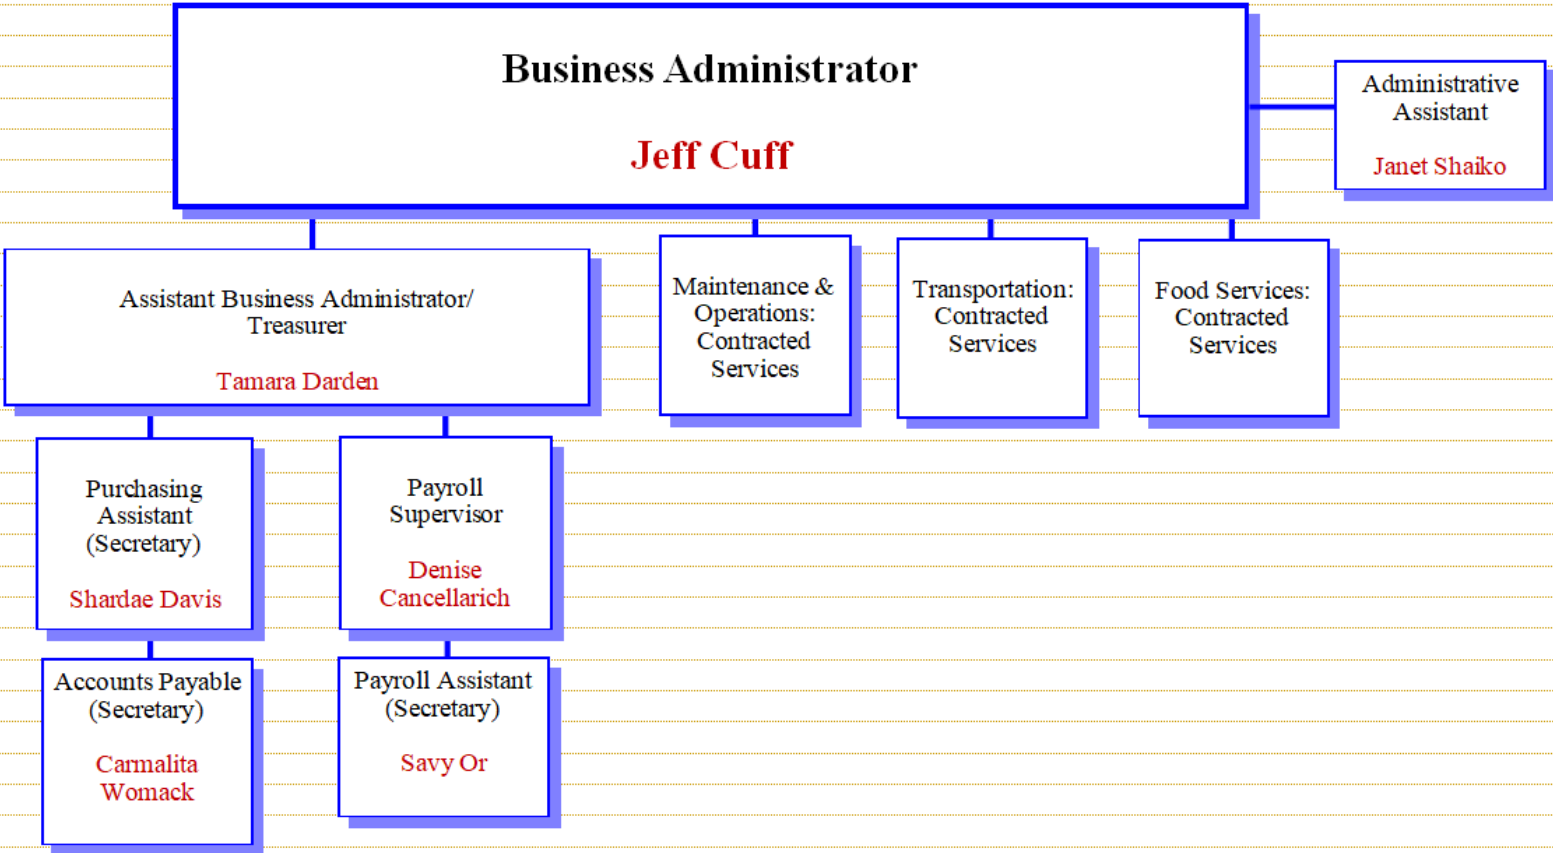 Business Administrator
Jeff Cuff
Administrative
Assistant
Janet Shaiko
Assistant Business Administrator/
Treasurer
Tamara Darden
Maintenance &
Operations:
Contracted
Services
Transportation:
Contracted
Services
Food Services:
Contracted
Services
Purchasing
Assistant
(Secretary)
Shardae Davis
Payroll
Supervisor
Denise
Cancellarich
Accounts Payable
(Secretary)
Carmalita
Womack
Payroll Assistant
(Secretary)
Savy Or